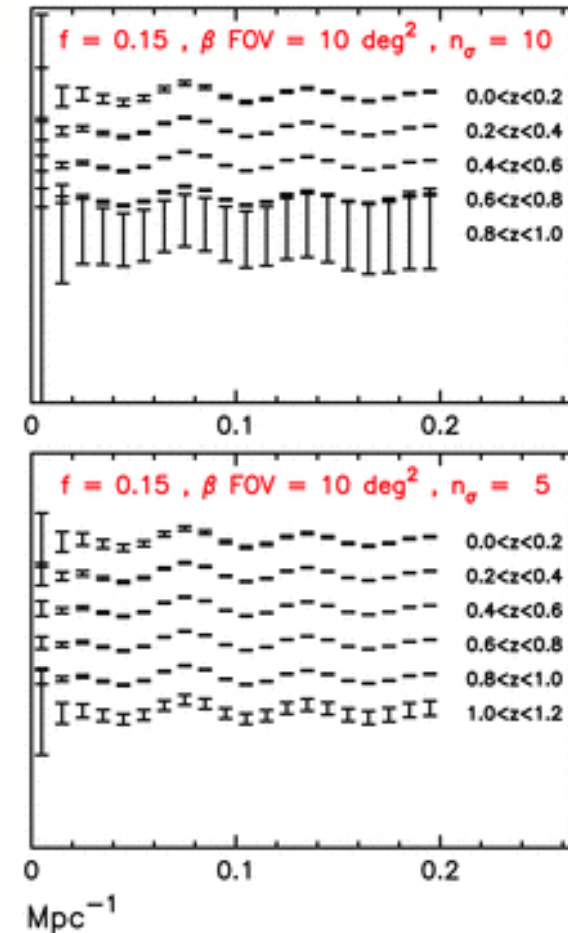 f = 0.15 , β FOV = 10 deg² , nσ = 10
0.0<z<0.2
0.2<z<0.4
0.4<z<0.6
0.6<z<0.8
0.8<z<1.0
0 0.1 0.2
f = 0.15 , β FOV = 10 deg² , nσ = 5
0.0<z<0.2
0.2<z<0.4
0.4<z<0.6
0.6<z<0.8
0.8<z<1.0
1.0<z<1.2
0 0.1 0.2
Mpc⁻¹